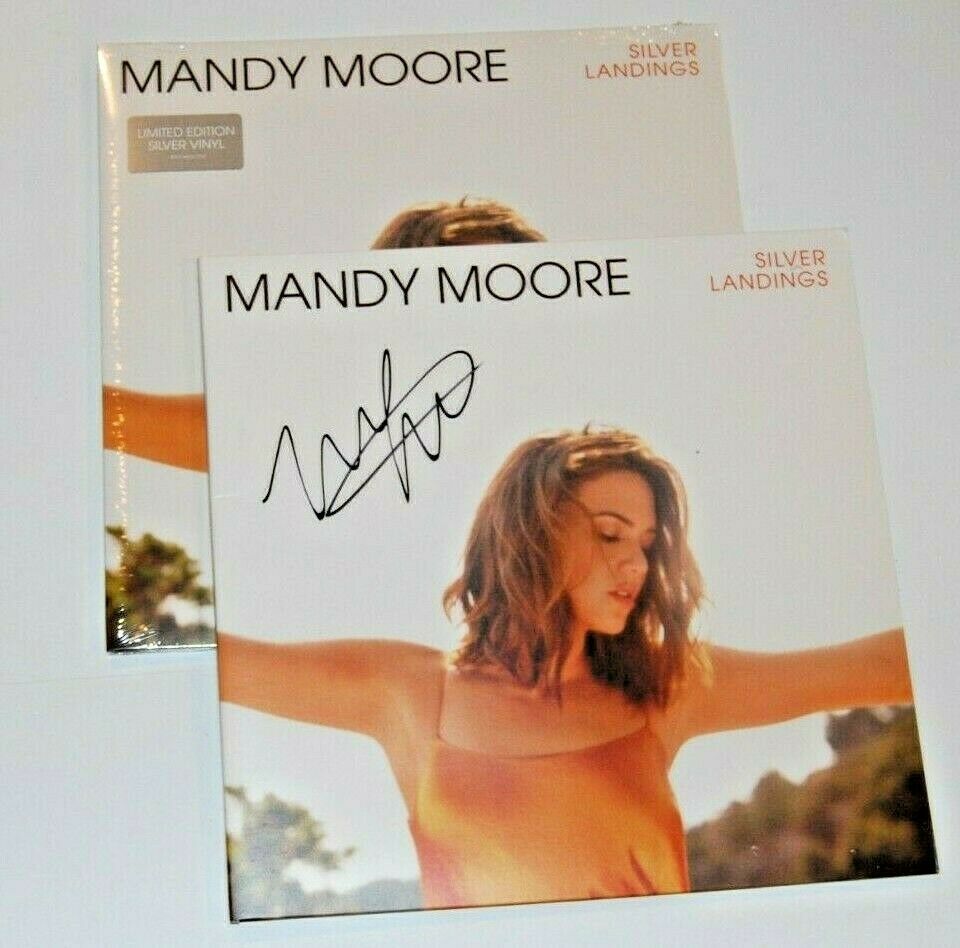 MANDY MOORE
SILVER
LANDINGS
LIMITED EDITION
SILVER VINYL
MANDY MOORE
SILVER
LANDINGS